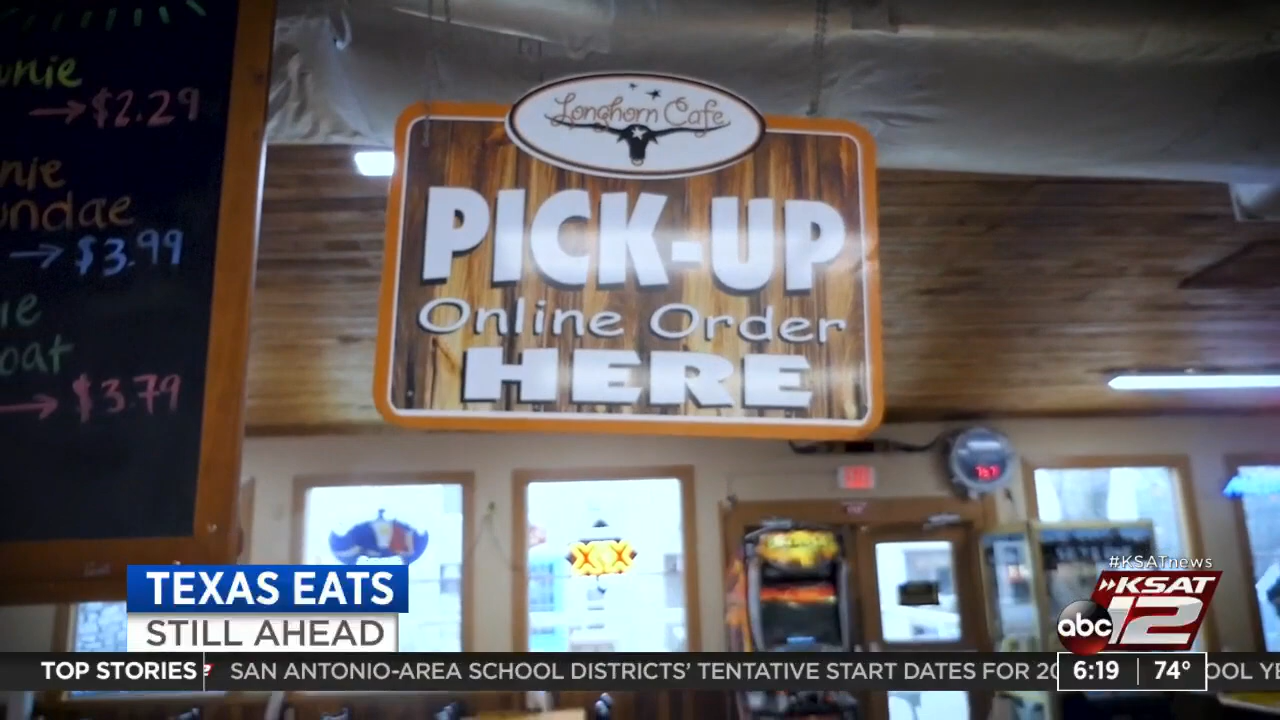 nie
→$2.29
nie
undae
→$3.99
ie
oat
→$3.79
Longhorn Cafe
PICK-UP
Online Order
HERE
XX
#KSATnews
KSAT
abc 12
TEXAS EATS
STILL AHEAD
TOP STORIES
SAN ANTONIO-AREA SCHOOL DISTRICTS' TENTATIVE START DATES FOR 20
6:19 74°
OOL YE